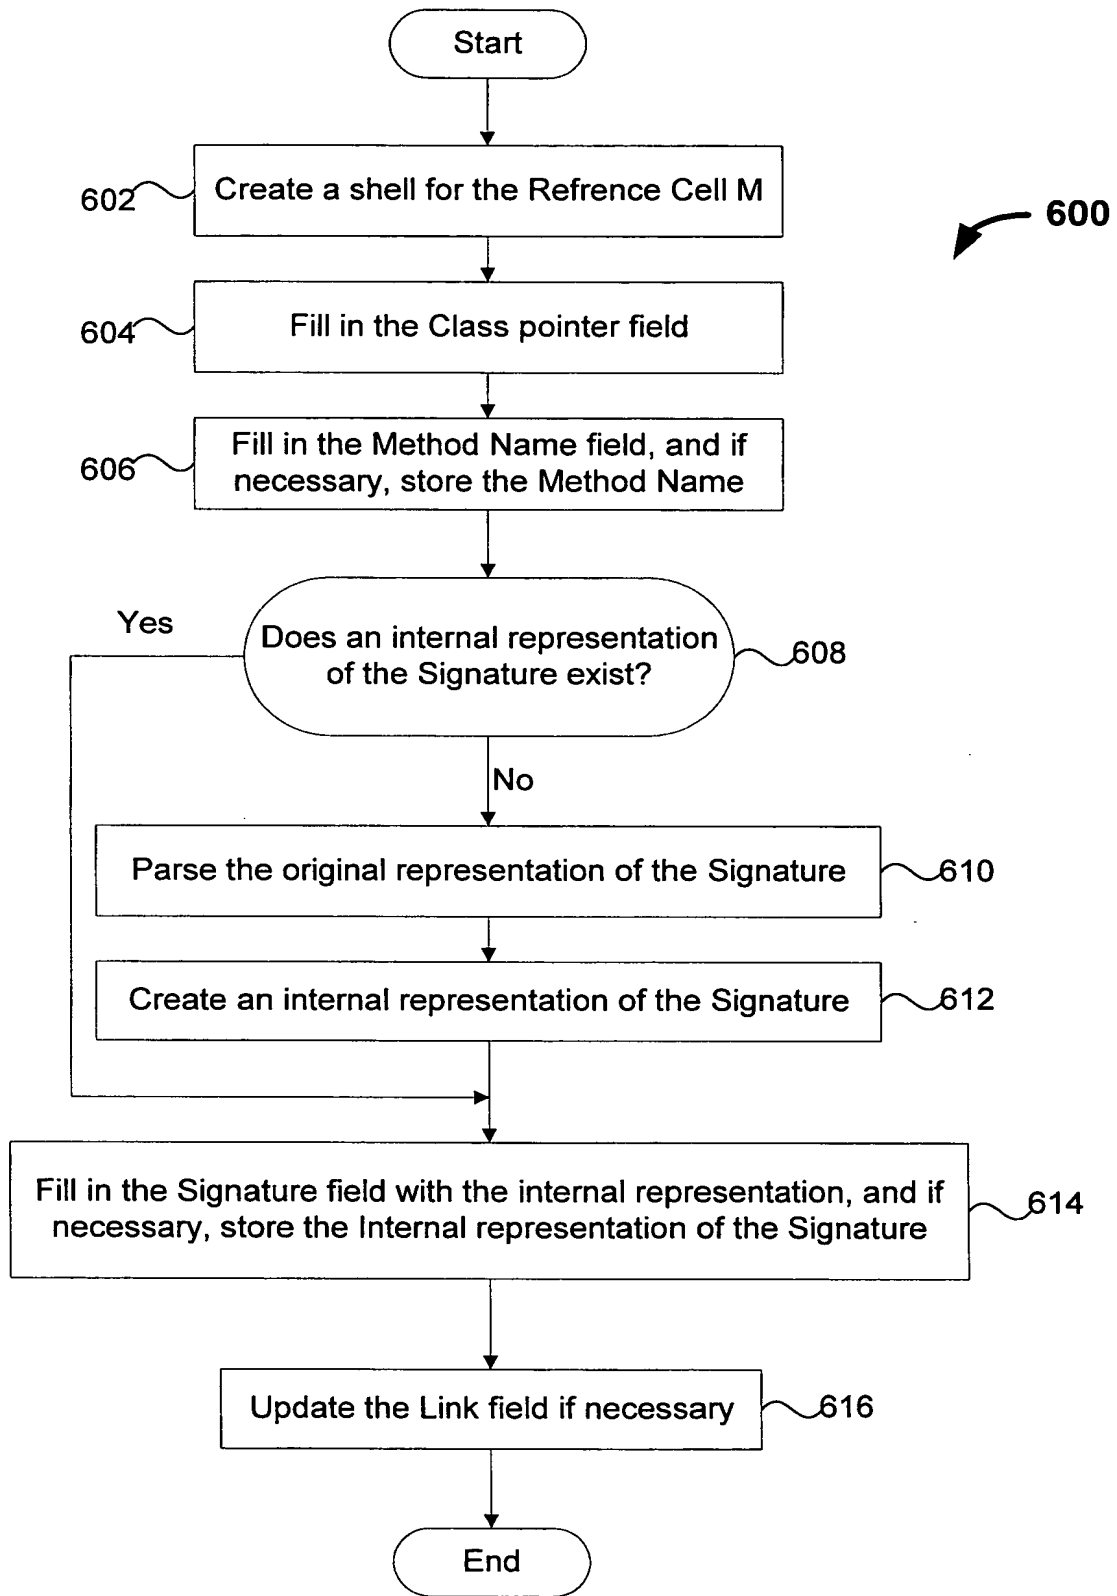 Start
602
Create a shell for the Refrence Cell M
600
604
Fill in the Class pointer field
606
Fill in the Method Name field, and if
necessary, store the Method Name
Yes
Does an internal representation
of the Signature exist?
608
No
Parse the original representation of the Signature
610
Create an internal representation of the Signature
612
Fill in the Signature field with the internal representation, and if
necessary, store the Internal representation of the Signature
614
Update the Link field if necessary
616
End